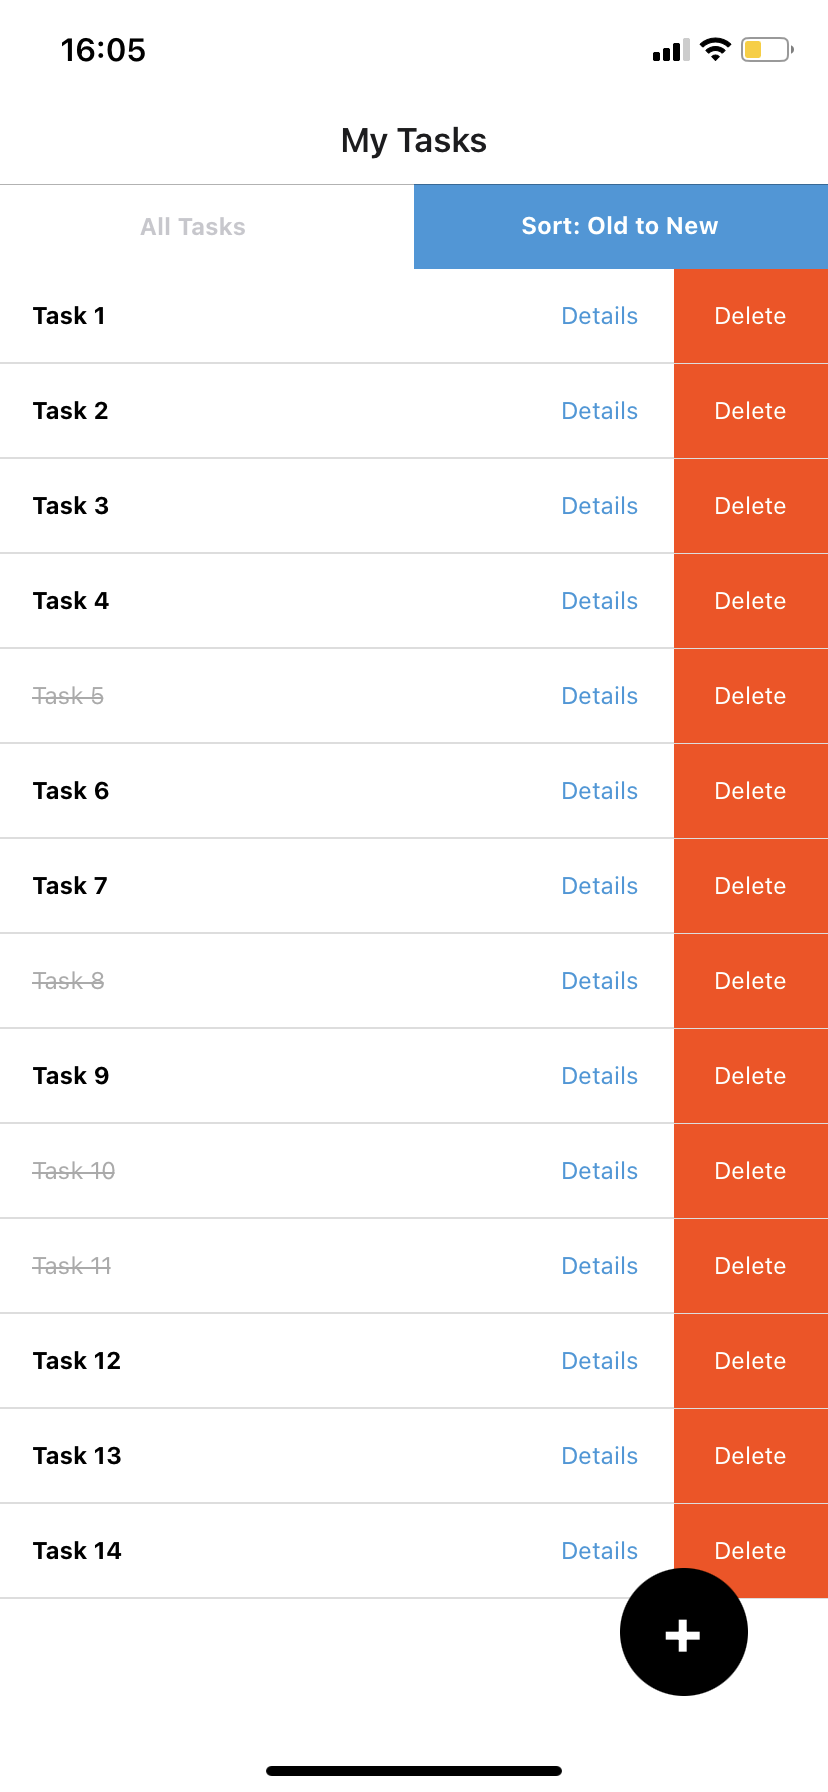 16:05
My Tasks
All Tasks Sort: Old to New
Task 1 Details Delete
Task 2 Details Delete
Task 3 Details Delete
Task 4 Details Delete
Task 5 Details Delete
Task 6 Details Delete
Task 7 Details Delete
Task 8 Details Delete
Task 9 Details Delete
Task 10 Details Delete
Task 11 Details Delete
Task 12 Details Delete
Task 13 Details Delete
Task 14 Details Delete
+